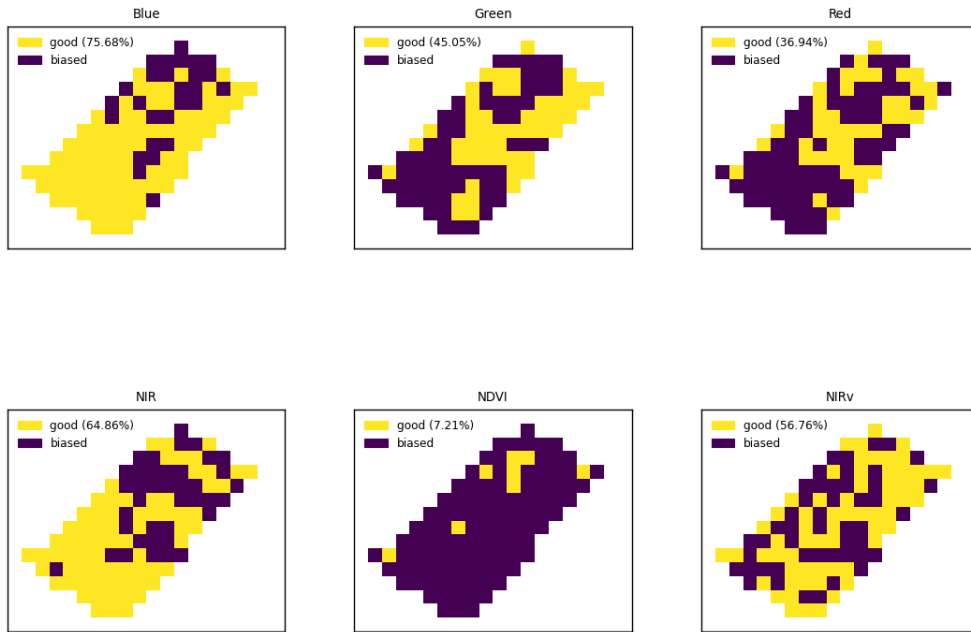 Blue
good (75.68%)
biased
Green
good (45.05%)
biased
Red
good (36.94%)
biased
NIR
good (64.86%)
biased
NDVI
good (7.21%)
biased
NIRv
good (56.76%)
biased